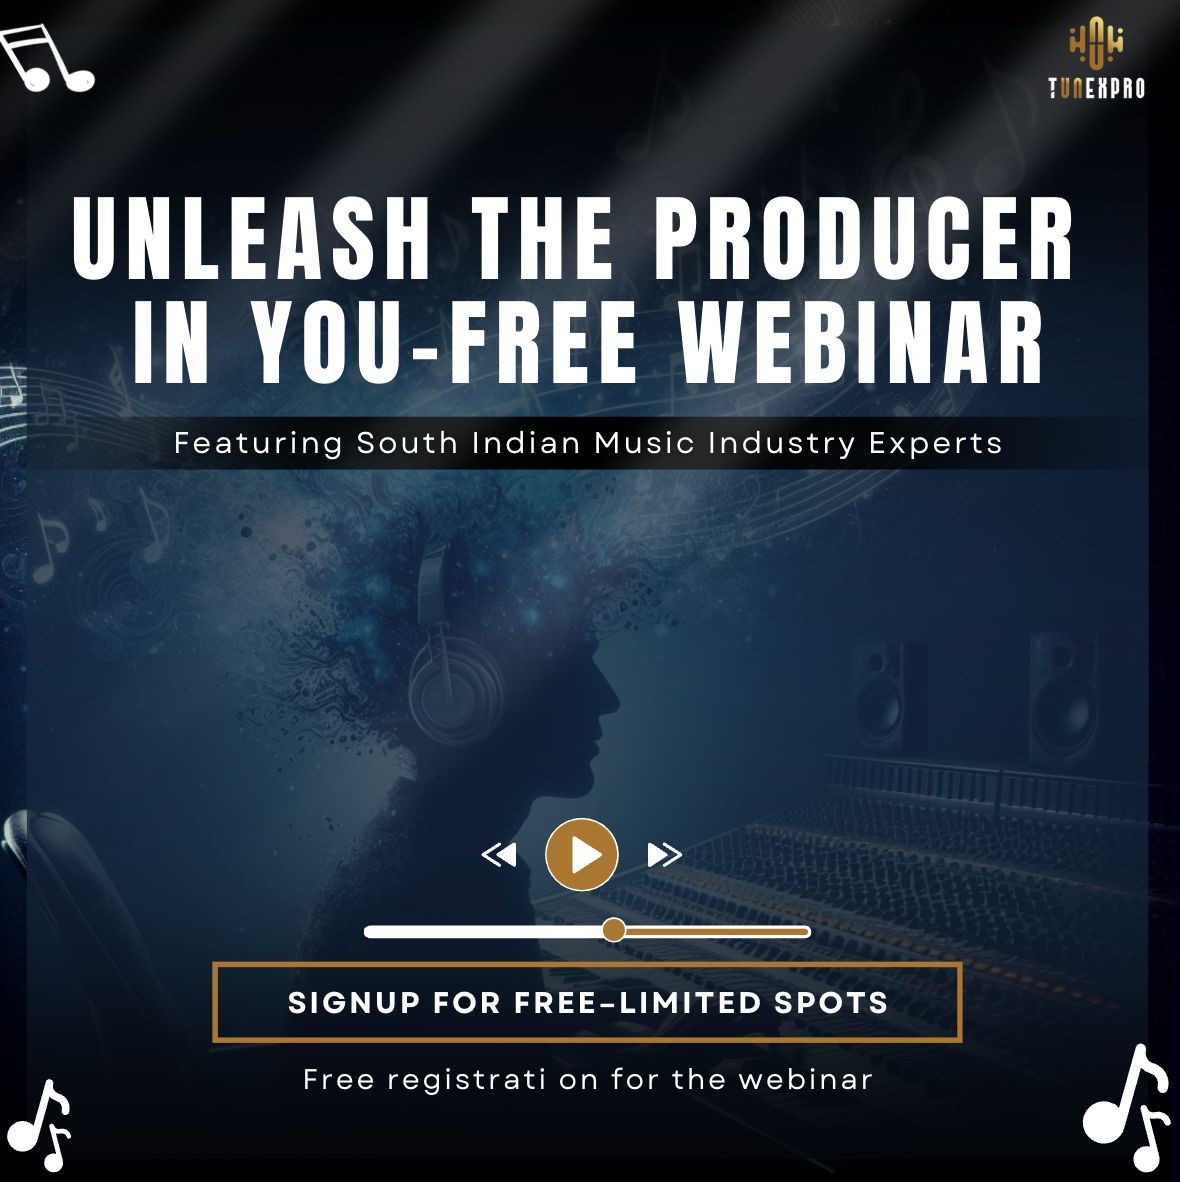 TUNEXPRO
UNLEASH THE PRODUCER
IN YOU-FREE WEBINAR
Featuring South Indian Music Industry Experts
SIGNUP FOR FREE-LIMITED SPOTS
Free registrati on for the webinar